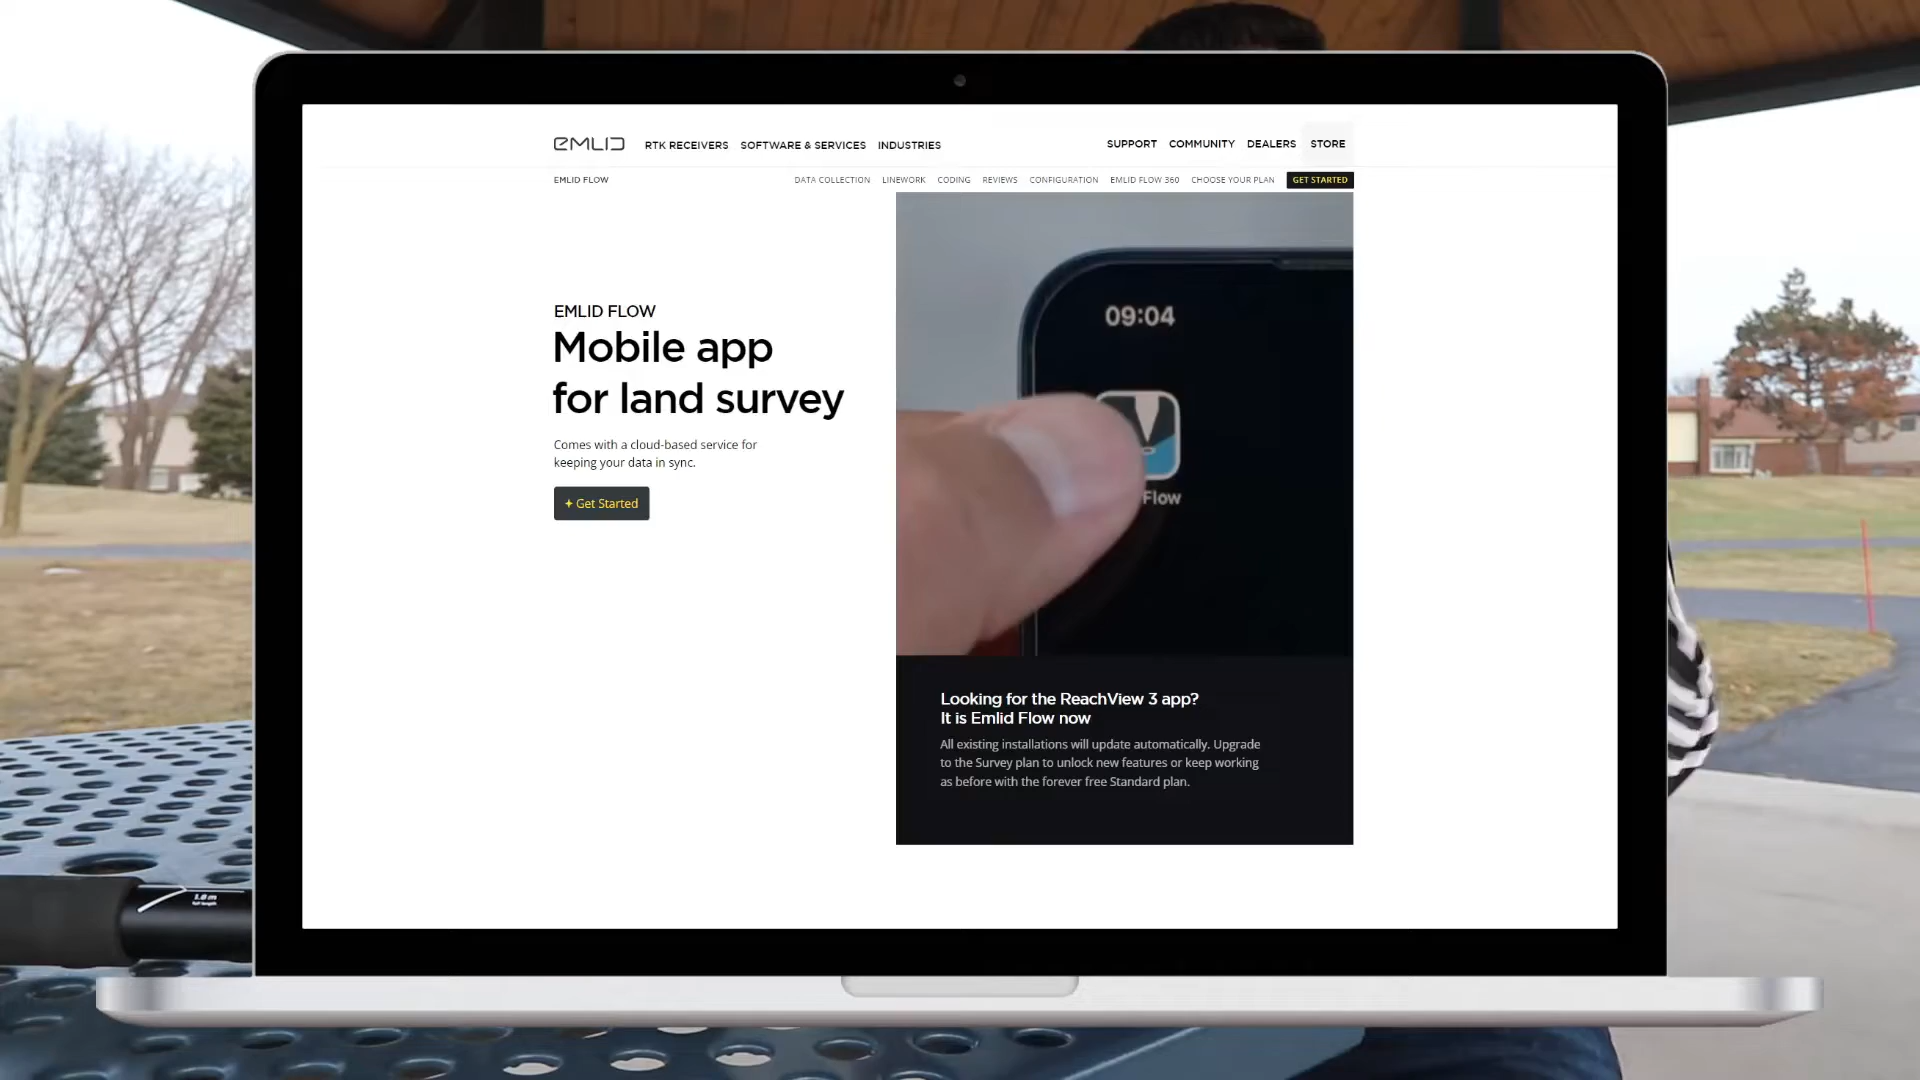 EMLID
RTK RECEIVERS SOFTWARE & SERVICES INDUSTRIES
SUPPORT COMMUNITY DEALERS STORE
EMLID FLOW
DATA COLLECTION LINEWORK CODING REVIEWS CONFIGURATION EMLID FLOW 360 CHOOSE YOUR PLAN GET STARTED
EMLID FLOW
Mobile app
for land survey
Comes with a cloud-based service for
keeping your data in sync.
+ Get Started
09:04
Flow
Looking for the ReachView 3 app?
It is Emlid Flow now
All existing installations will update automatically. Upgrade
to the Survey plan to unlock new features or keep working
as before with the forever free Standard plan.
1.8 m